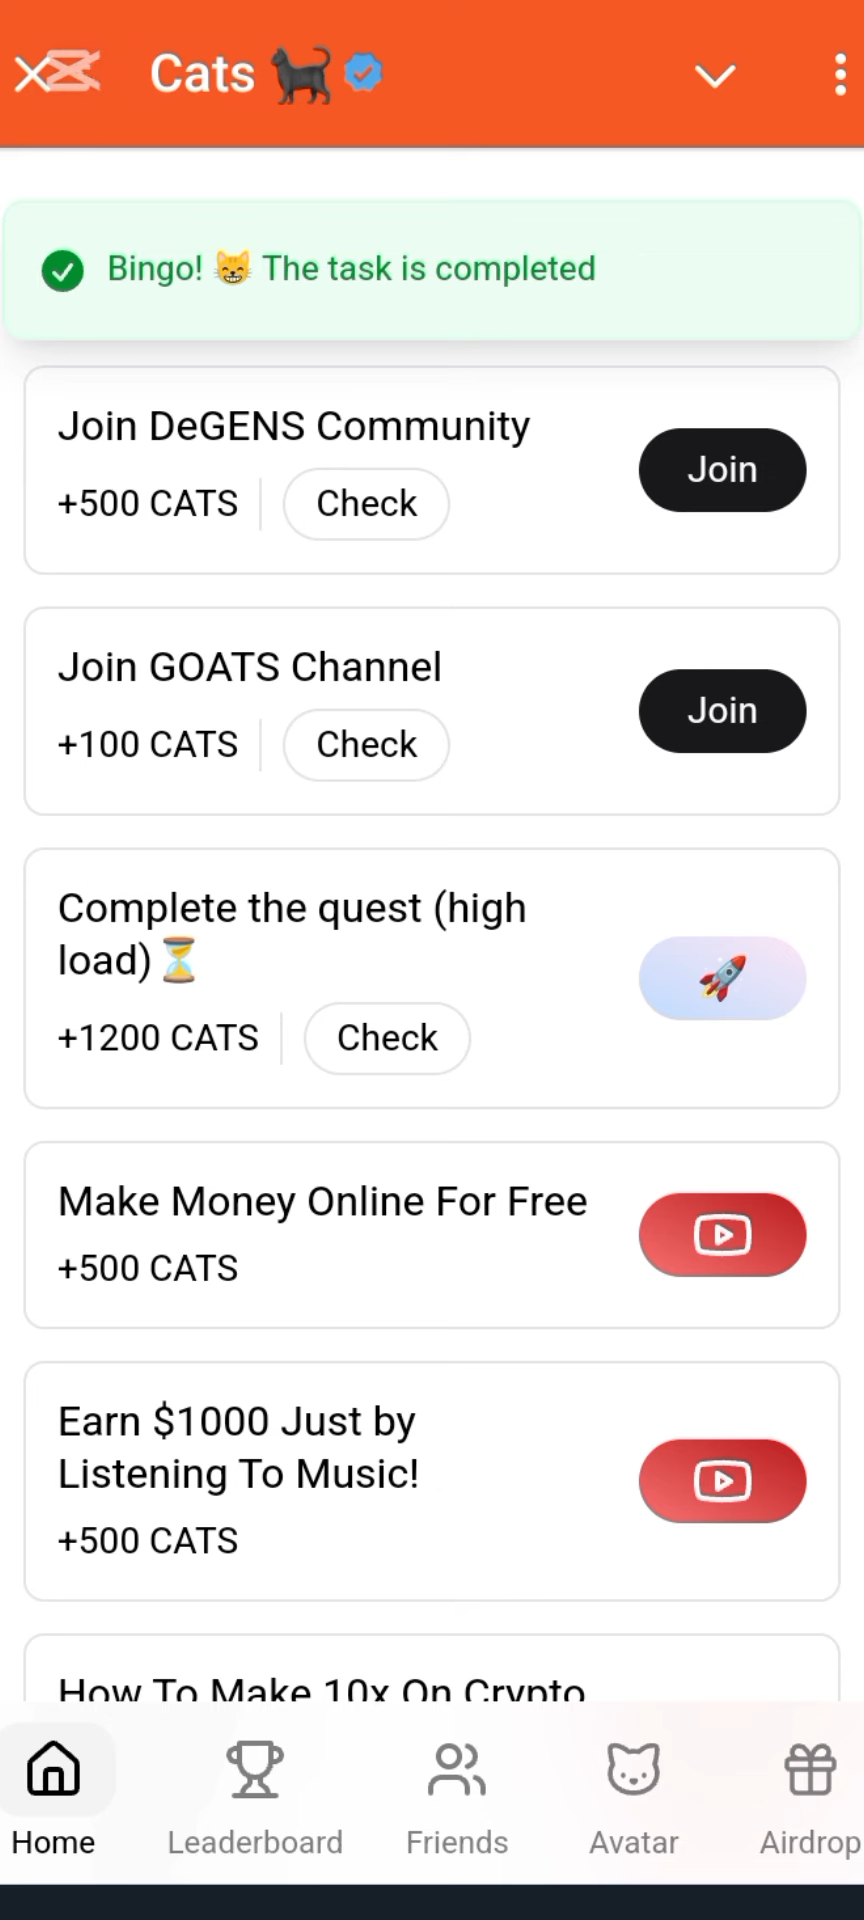 Cats 🐈‍⬛
Bingo! 😸 The task is completed
Join DeGENS Community
+500 CATS
Check
Join
Join GOATS Channel
+100 CATS
Check
Join
Complete the quest (high
load)⏳
+1200 CATS
Check
🚀
Make Money Online For Free
+500 CATS
Earn $1000 Just by
Listening To Music!
+500 CATS
How To Make 10x On Crypto
Home
Leaderboard
Friends
Avatar
Airdrop